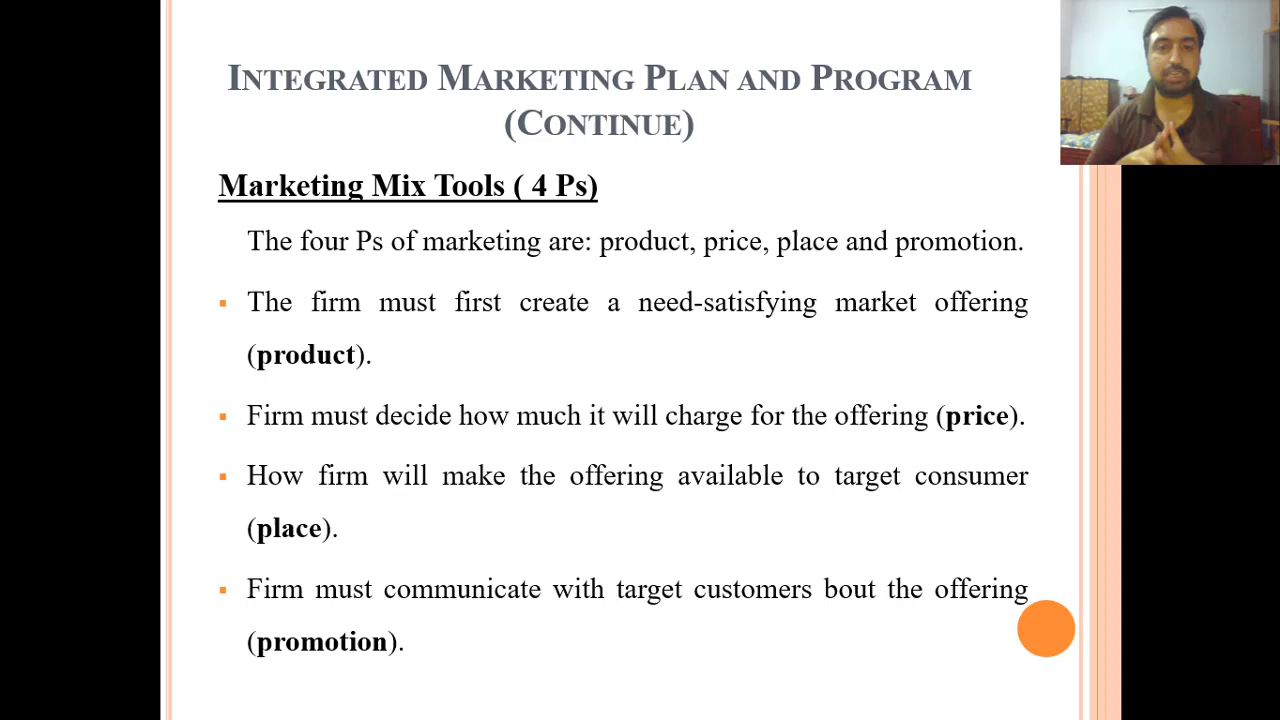 INTEGRATED MARKETING PLAN AND PROGRAM
(CONTINUE)
Marketing Mix Tools ( 4 Ps)
The four Ps of marketing are: product, price, place and promotion.
▪ The firm must first create a need-satisfying market offering
(product).
▪ Firm must decide how much it will charge for the offering (price).
▪ How firm will make the offering available to target consumer
(place).
▪ Firm must communicate with target customers bout the offering
(promotion).